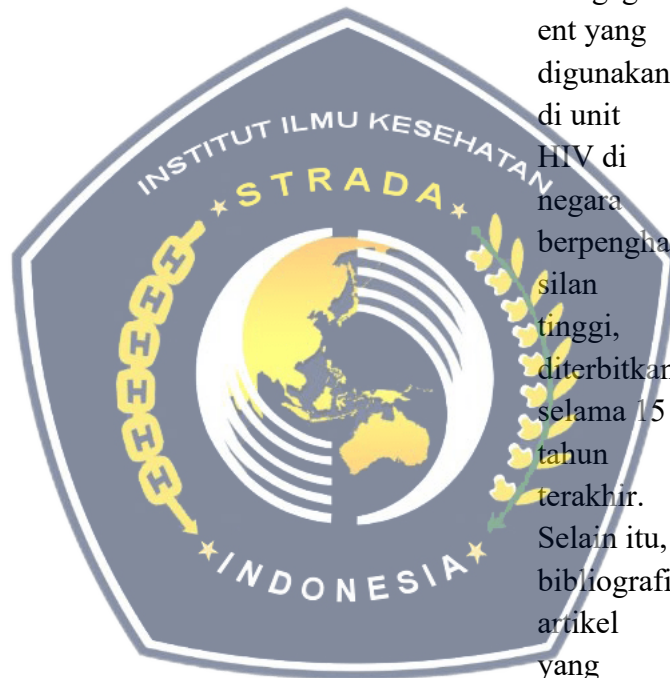 INSTITUT ILMU KESEHATAN
STRADA
INDONESIA
ent yang
digunakan
di unit
HIV di
negara
berpengha
silan
tinggi,
diterbitkan
selama 15
tahun
terakhir.
Selain itu,
bibliografi
artikel
yang